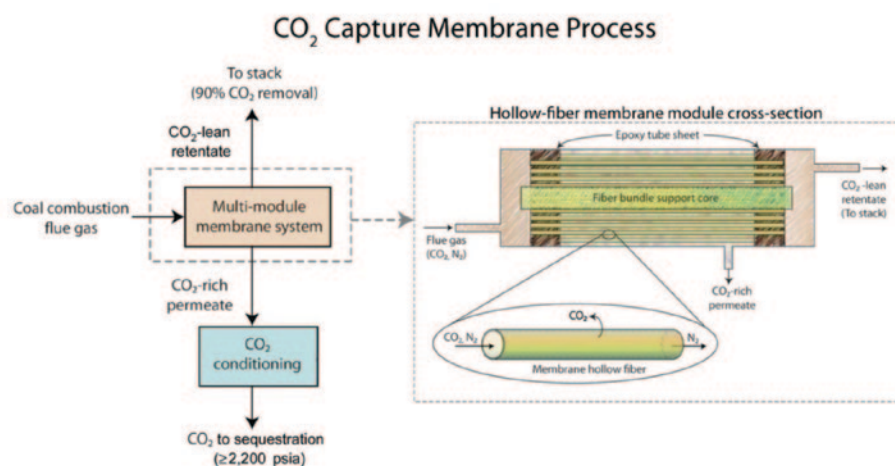 CO₂ Capture Membrane Process
To stack
(90% CO₂ removal)
CO₂-lean
retentate
Coal combustion
flue gas
Multi-module
membrane system
CO₂-rich
permeate
CO₂
conditioning
CO₂ to sequestration
(≥2,200 psia)
Hollow-fiber membrane module cross-section
Epoxy tube sheet
Fiber bundle support core
CO₂-lean
retentate
(To stack)
Flue gas
(CO₂, N₂)
CO₂-rich
permeate
CO₂
CO₂, N₂
N₂
Membrane hollow fiber